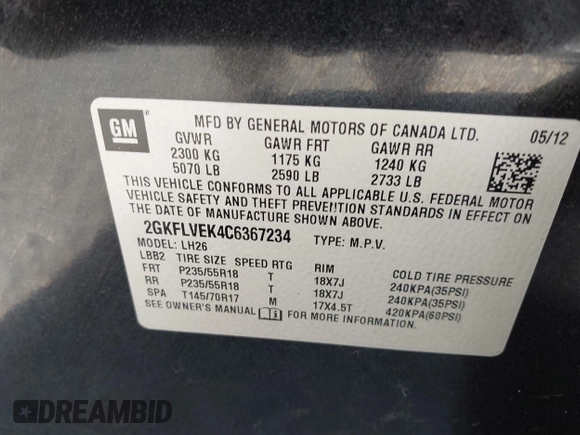 GM
MFD BY GENERAL MOTORS OF CANADA LTD. 05/12
GVWR GAWR FRT GAWR RR
2300 KG 1175 KG 1240 KG
5070 LB 2590 LB 2733 LB
THIS VEHICLE CONFORMS TO ALL APPLICABLE U.S. FEDERAL MOTOR
VEHICLE SAFETY AND THEFT PREVENTION STANDARDS IN EFFECT ON
THE DATE OF MANUFACTURE SHOWN ABOVE.
2GKFLVEK4C6367234 TYPE: M.P.V.
MODEL: LH26
LBB2 TIRE SIZE SPEED RTG RIM COLD TIRE PRESSURE
FRT P235/55R18 T 18X7J 240KPA(35PSI)
RR P235/55R18 T 18X7J 240KPA(35PSI)
SPA T145/70R17 M 17X4.5T 420KPA(60PSI)
SEE OWNER'S MANUAL FOR MORE INFORMATION.
DREAMBID